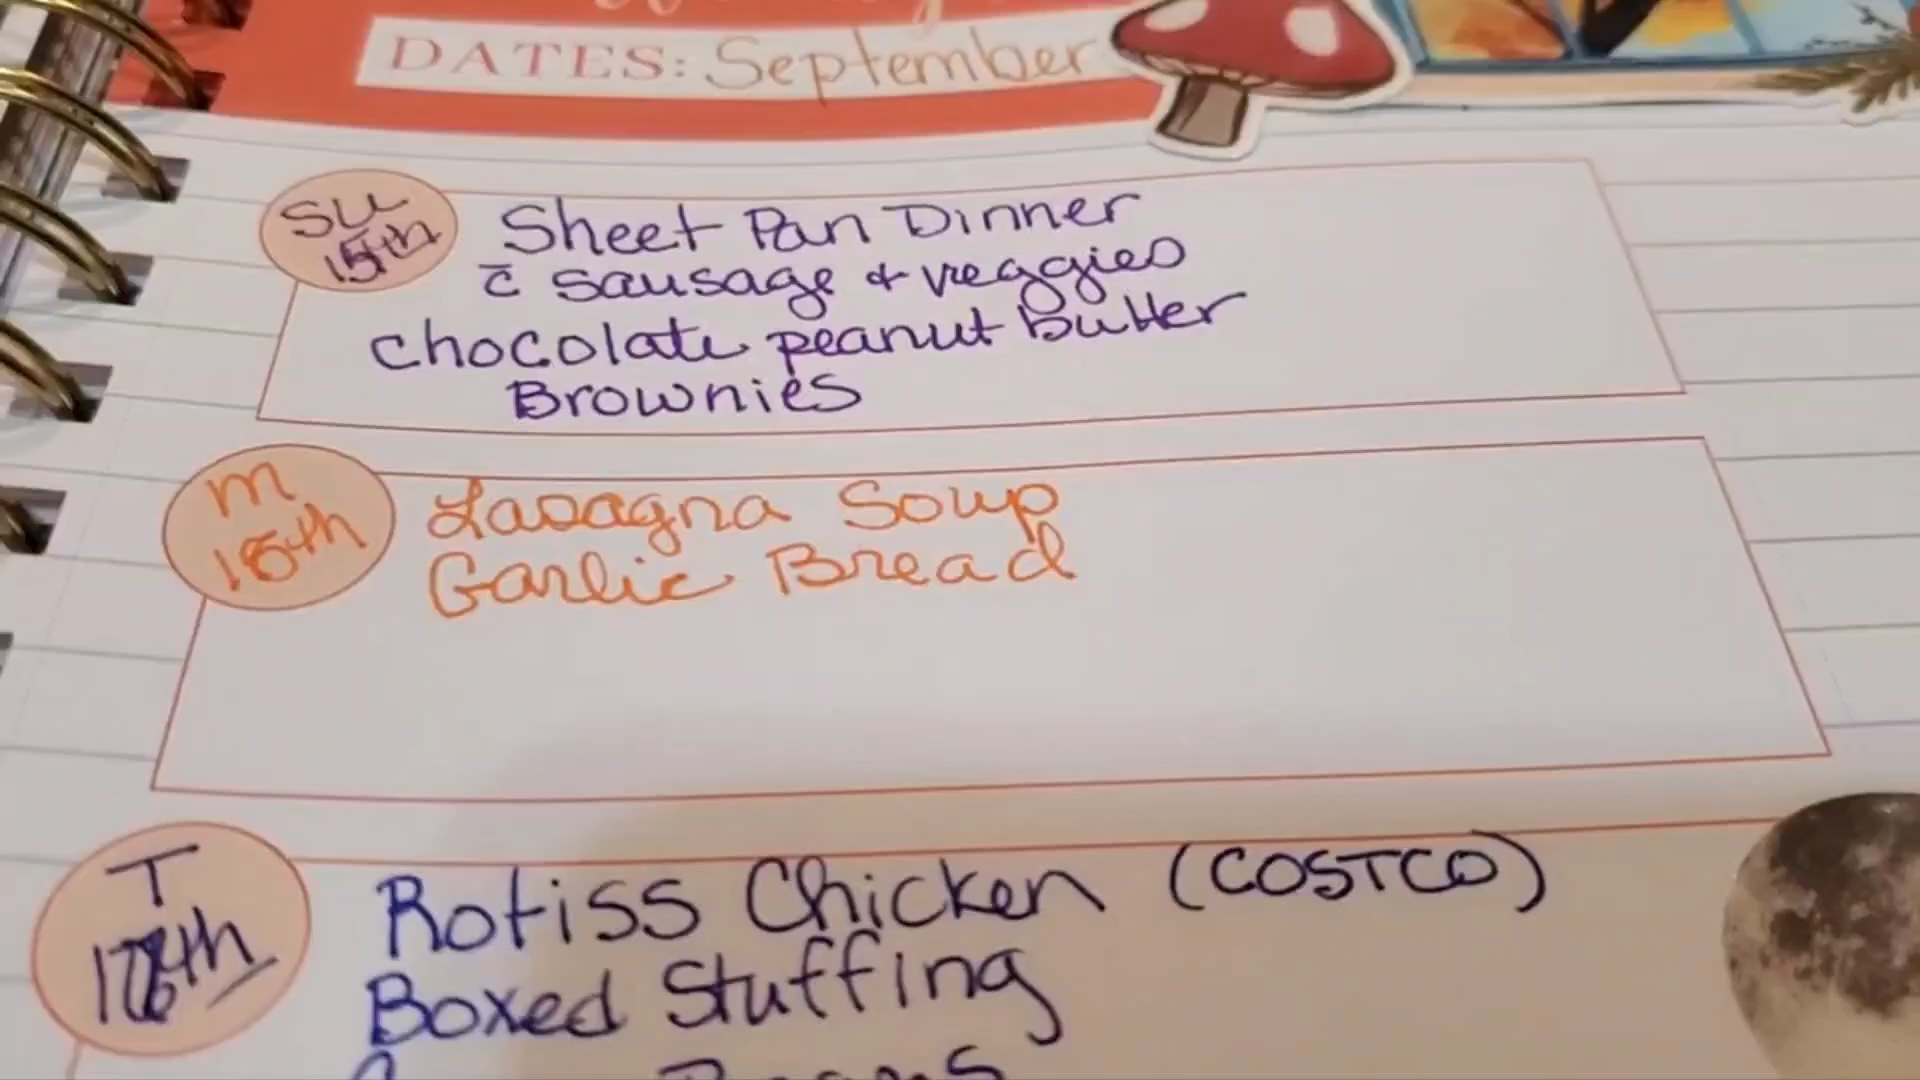 DATES: September
SU
15th
Sheet Pan Dinner
c̄ sausage & veggies
chocolate peanut Butter
Brownies
M
Lasagna Soup
Garlic Bread
T
Rotiss Chicken (COSTCO)
Boxed Stuffing
Beans